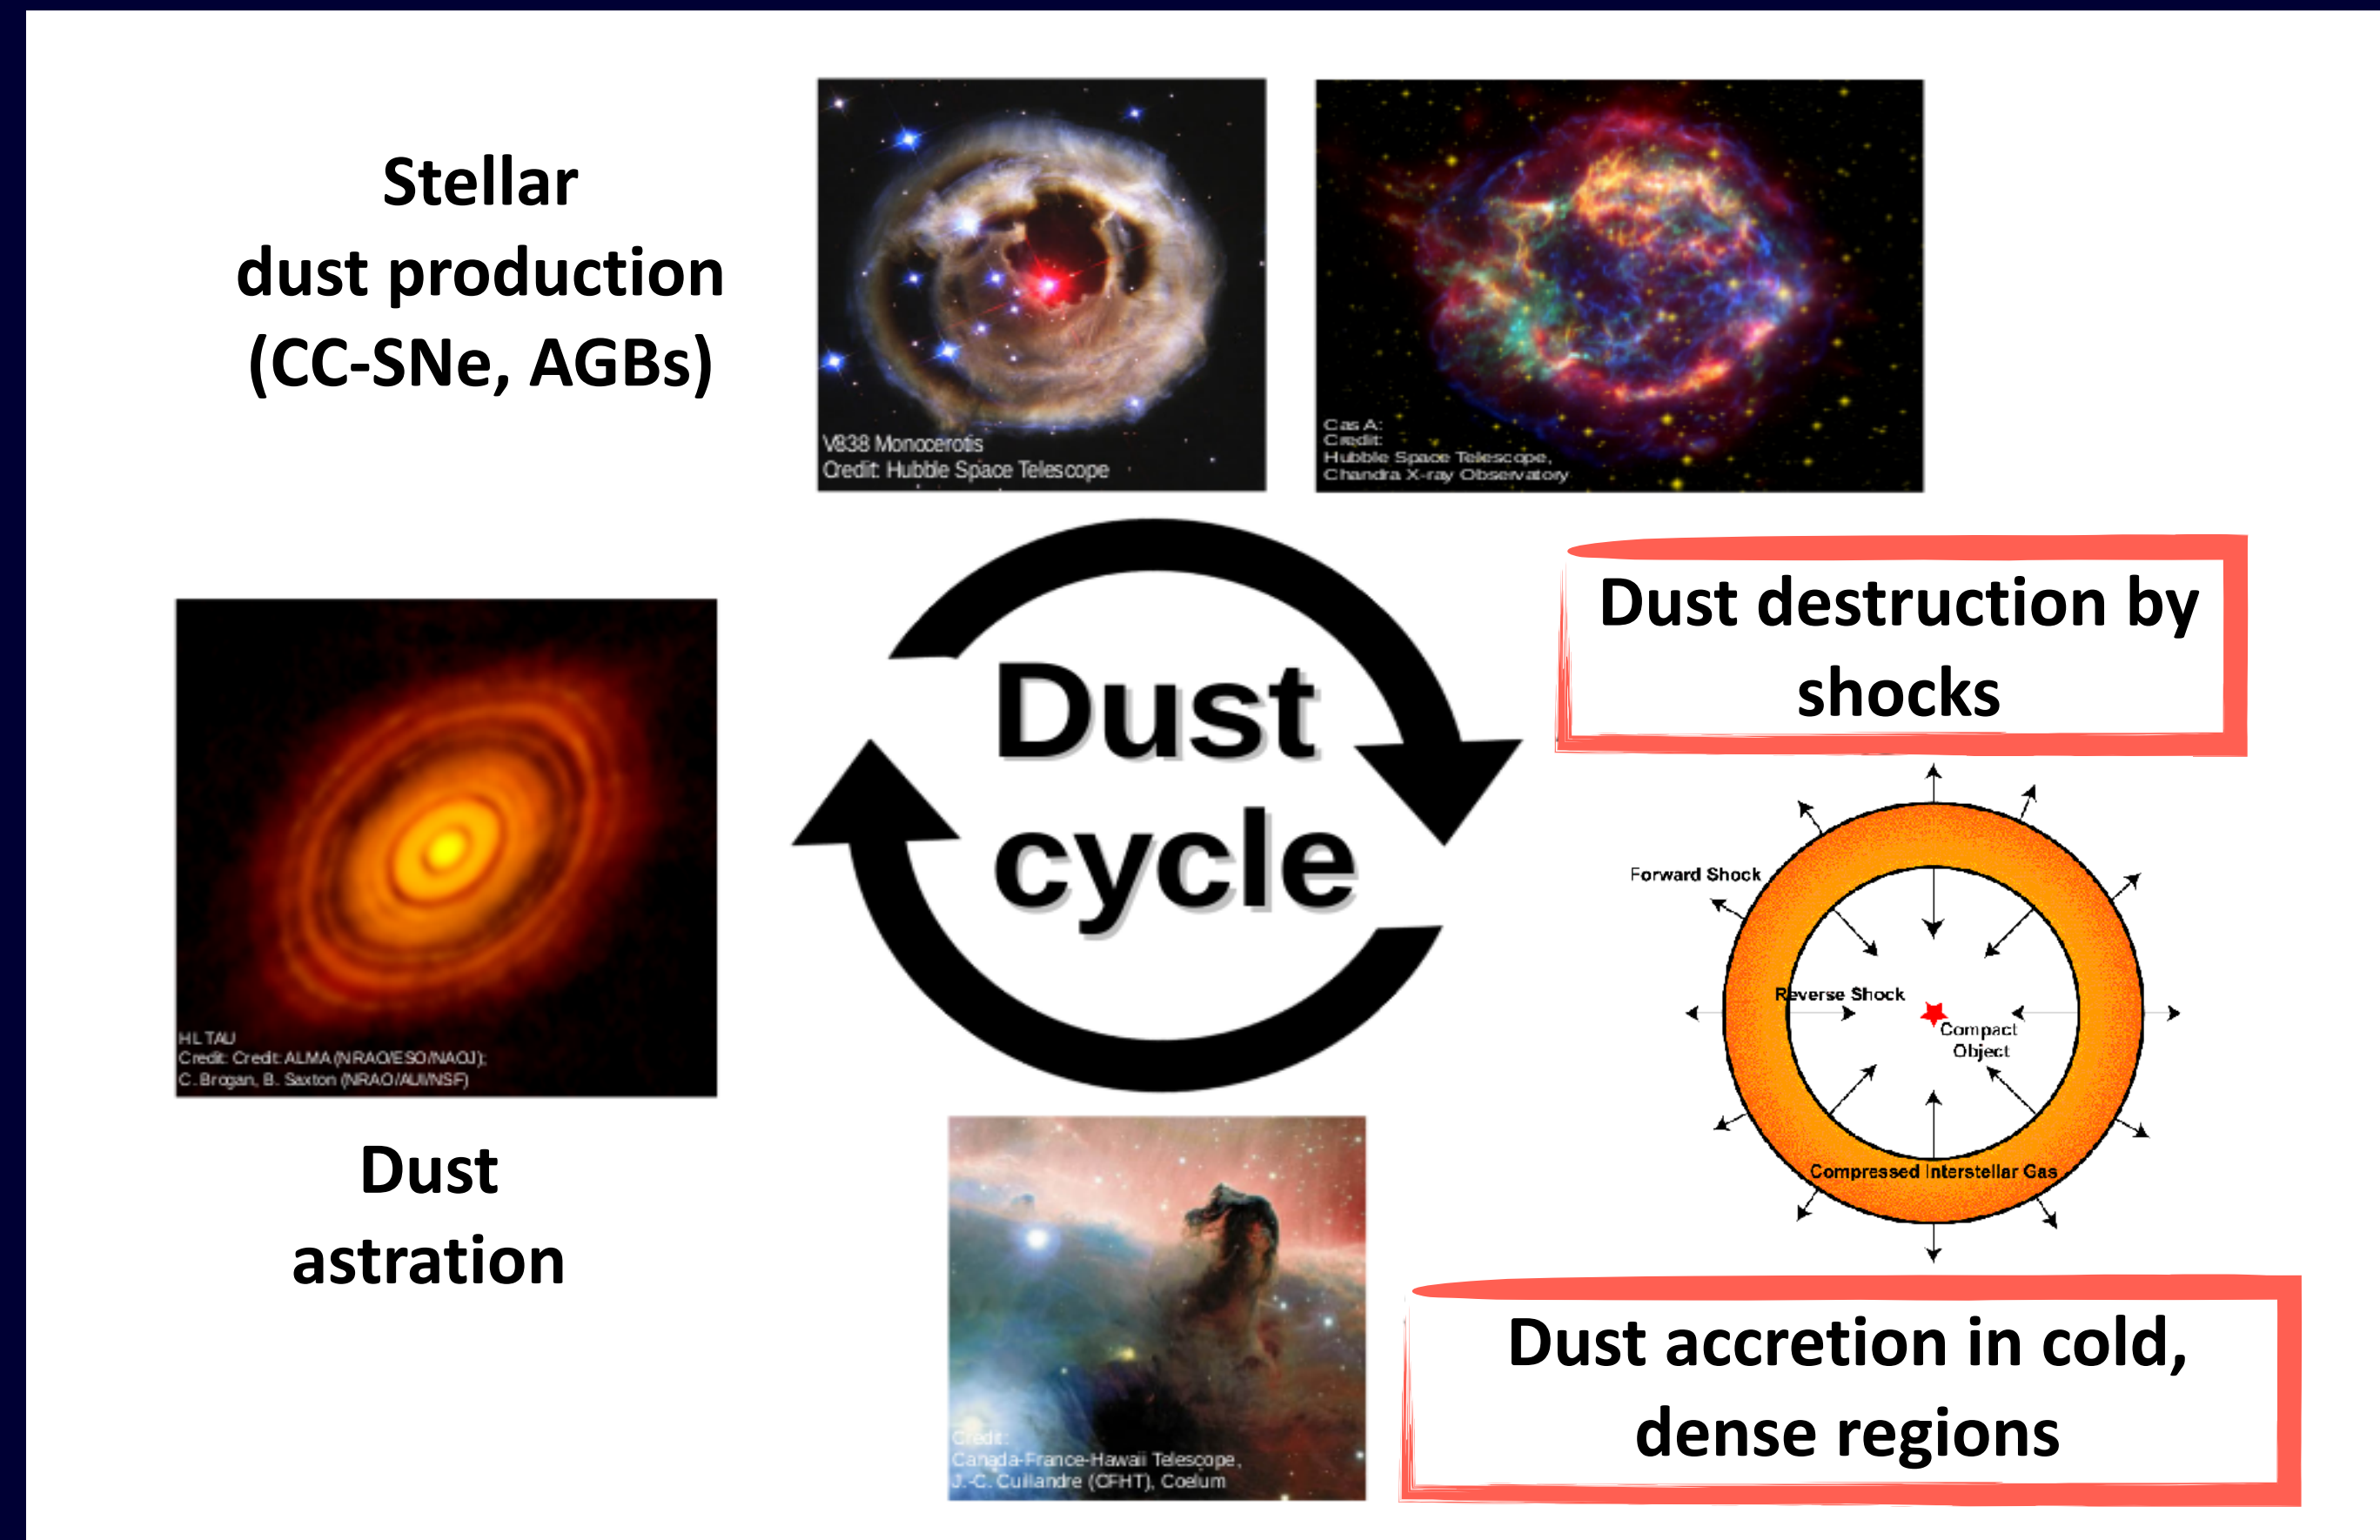 Stellar
dust production
(CC-SNe, AGBs)
V838 Monocerotis
Credit: Hubble Space Telescope
Cas A:
Credit:
Hubble Space Telescope,
Chandra X-ray Observatory
Dust
cycle
Dust destruction by
shocks
Forward Shock
Reverse Shock
Compact
Object
Compressed Interstellar Gas
HL TAU
Credit: Credit: ALMA (NRAO/ESO/NAOJ);
C. Brogan, B. Saxton (NRAO/AUI/NSF)
Dust
astration
Credit:
Canada-France-Hawaii Telescope,
J.-C. Cuillandre (CFHT), Coelum
Dust accretion in cold,
dense regions